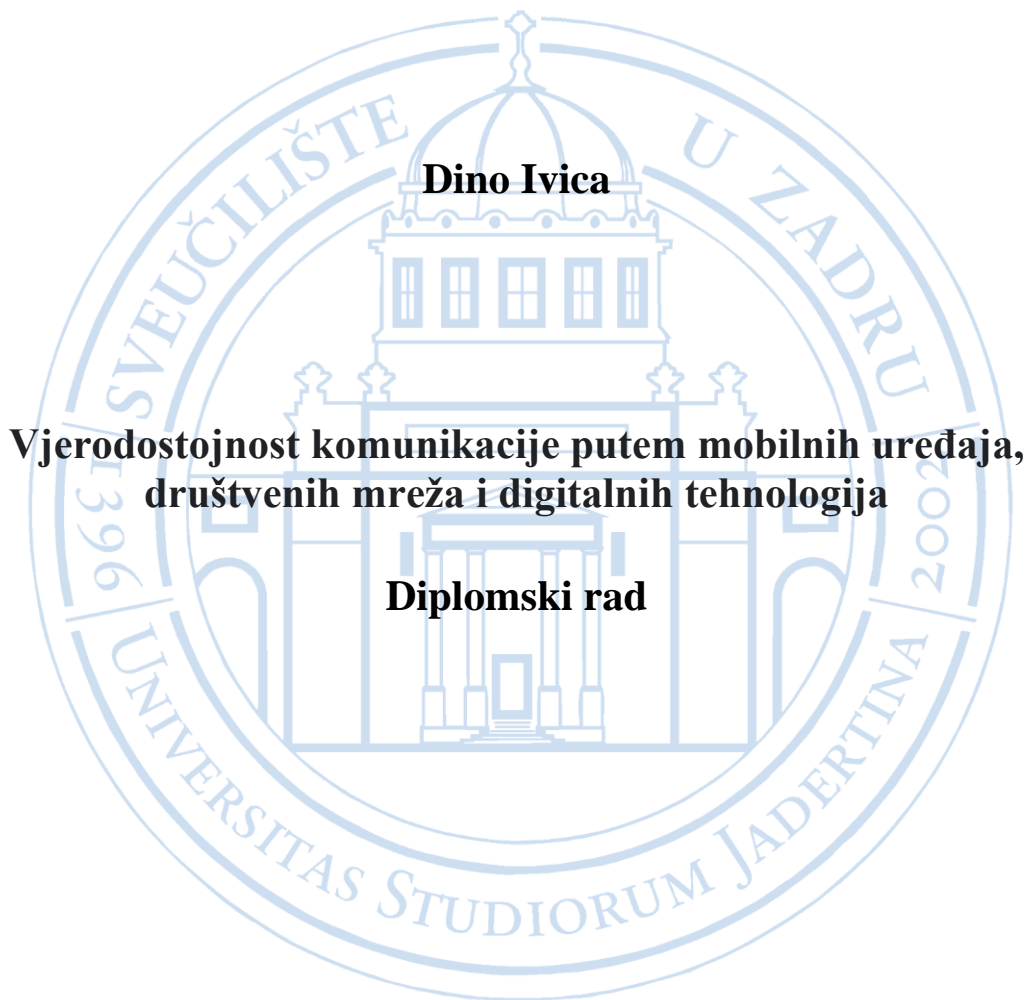 Dino Ivica
Vjerodostojnost komunikacije putem mobilnih uređaja,
društvenih mreža i digitalnih tehnologija
Diplomski rad
SVEUČILIŠTE U ZADRU
1396
2002
UNIVERSITAS STUDIORUM JADERTINA